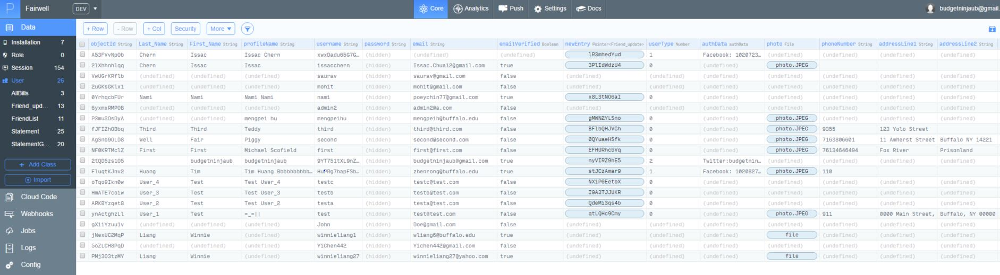 P Fairwell DEV Core Analytics Push Settings Docs budgetninjaub@gmail.
Data + Row - Row + Col Security More
objectId String Last_Name String First_Name String profileName String username String password String email String emailVerified Boolean newEntry Pointer<Friend_update> userType Number authData authData photo File phoneNumber String addressLine1 String addressLine2 String
Installation 7
Role 0
Session 154
User 26
AllBills 3
Friend_upd... 13
FriendList 11
Statement 25
StatementG... 20
+ Add Class
Import
Cloud Code
Webhooks
Jobs
Logs
Config
A53FVvNpOb Chern Issac Issac Chern xwxDadu65G7G... (hidden) (undefined) (undefined) lR3mhedYud 1 Facebook: 1020723... (undefined) (undefined) (undefined) (undefined)
2lXhhnhlqq Chern Issac Issac issacchern (hidden) Issac.Chua12@gmail.com true 3PlIdWdzU4 0 (undefined) photo.JPEG
VwUGrKRflb (undefined) (undefined) (undefined) saurav (hidden) saurav@gmail.com false (undefined) (undefined) (undefined) (undefined) (undefined) (undefined) (undefined)
2uGKsGKlx1 (undefined) (undefined) (undefined) mohit (hidden) mohit@gmail.com false (undefined) (undefined) (undefined) (undefined) (undefined) (undefined) (undefined)
0YrhqcbFUr Nami Nami Nami Nami nami (hidden) poeychin77@gmail.com true x8L3tNO6aI 0 (undefined) (undefined) (undefined) (undefined) (undefined)
6yxmxRMPOB (undefined) (undefined) (undefined) admin2 (hidden) admin2@a.com false (undefined) (undefined) (undefined) (undefined) (undefined) (undefined) (undefined)
P3mu3OsDyA (undefined) (undefined) mengpei hu mengpeihu (hidden) mengpeih@buffalo.edu false gMWN2YLSno 0 (undefined) photo.JPEG (undefined) (undefined) (undefined)
fJFIZhOBbq Third Third Teddy third (hidden) third@third.com false BFlbQHJVGh 0 (undefined) photo.JPEG 9355 123 Yolo Street
AgSnb9OLD8 Well Fair Piggy second (hidden) second@second.com false 0QYuaeHSfk 0 (undefined) photo.JPEG 7163806601 11 Amherst Street Buffalo NY 14221
NF0KRTMclZ First First Michael Scofield first (hidden) first@first.com false EFHURhcbVq 0 (undefined) photo.JPEG 76134646494 Fox River Prisonland
2tQD5zs1O5 budgetninjaub budgetninjaub 9YT751tXL9nZ... (hidden) budgetninjaub@gmail.com true nyVIRZ9hE5 2 Twitter:budgetnin... (undefined) (undefined) (undefined) (undefined)
FluqtKJnv2 Huang Tim Tim Huang Bbbbbbbbbb... (hidden) zhenrong@buffalo.edu true stJCzAmar9 1 Facebook: 1020827... photo.JPEG 110
oTqo9Ikn0w User_4 Test Test User_4 testc (hidden) testc@test.com false NXiP6EetbX 0 (undefined) (undefined) (undefined) (undefined) (undefined)
HmATE7coiw User_3 Test Test User_3 testb (hidden) testb@test.com false I9A3TJJUKR 0 (undefined) (undefined) (undefined) (undefined) (undefined)
ARKBYzqet8 User_2 Test Test User_2 testa (hidden) testa@test.com false QdeMi3qs4b 0 (undefined) (undefined) (undefined) (undefined) (undefined)
ynActghzLl User_1 Test =_=|| test (hidden) test@test.com false qtLQHc9Cmy 0 (undefined) photo.JPEG 911 0000 Main Street, Buffalo, NY 00000
gXiiYzuu1v (undefined) (undefined) (undefined) John (hidden) Doe@gmail.com false (undefined) (undefined) (undefined) (undefined) (undefined) (undefined) (undefined)
jNexUC2MqP Liang Winnie (undefined) winnieliang1 (hidden) wliang6@buffalo.edu true (undefined) (undefined) (undefined) file (undefined) (undefined) (undefined)
5oZLCH8PqD (undefined) (undefined) (undefined) YiChen442 (hidden) Yichen442@gmail.com false (undefined) (undefined) (undefined) (undefined) (undefined) (undefined) (undefined)
PMj3O3tzMY Liang Winnie (undefined) winnieliang27 (hidden) winnieliang27@yahoo.com true (undefined) (undefined) (undefined) file (undefined) (undefined) (undefined)